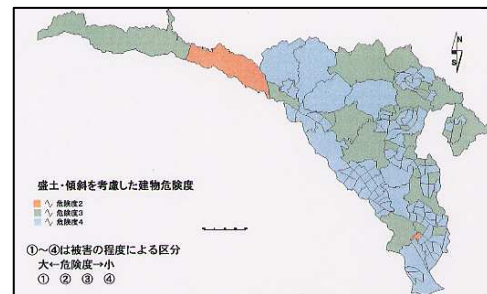 N
S
盛土・傾斜を考慮した建物危険度
危険度2
危険度3
危険度4
①～④は被害の程度による区分
大←危険度→小
① ② ③ ④